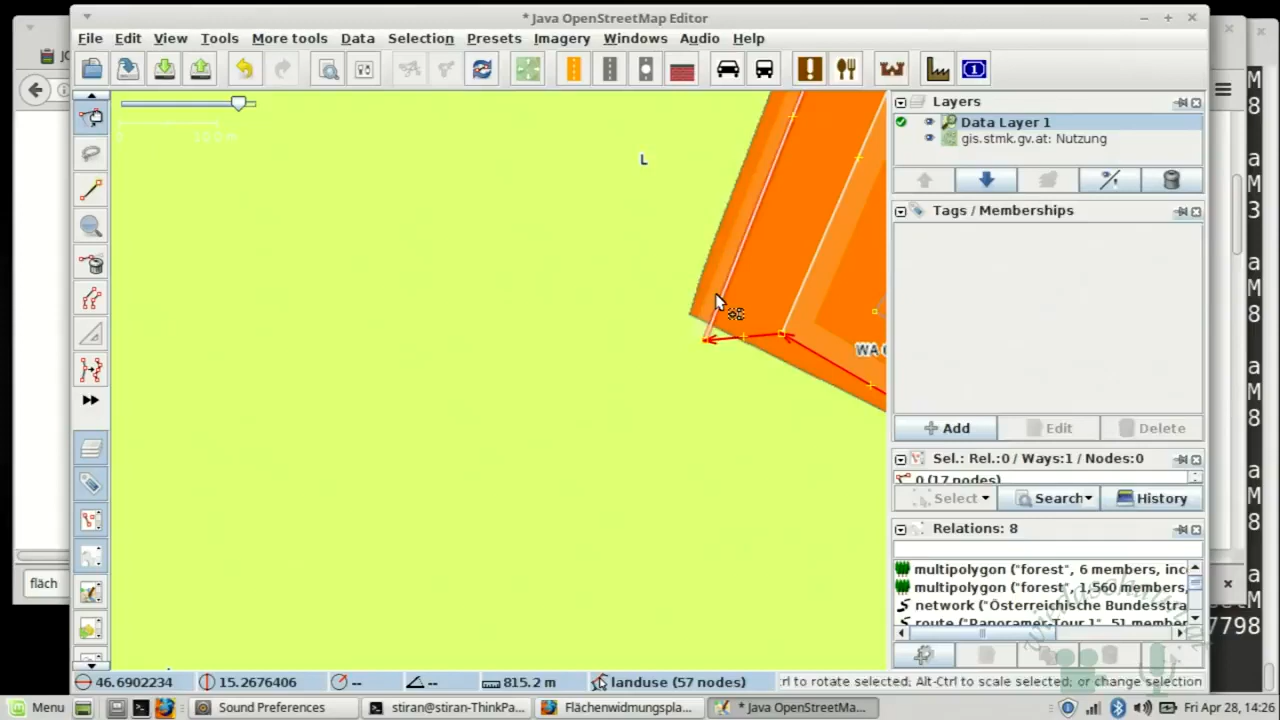 * Java OpenStreetMap Editor
File Edit View Tools More tools Data Selection Presets Imagery Windows Audio Help
L
WA
Layers
Data Layer 1
gis.stmk.gv.at: Nutzung
Tags / Memberships
Add Edit Delete
Sel.: Rel.:0 / Ways:1 / Nodes:0
0 (17 nodes)
Select Search History
Relations: 8
multipolygon ("forest", 6 members, inc
multipolygon ("forest", 1,560 members,
network ("Österreichische Bundesstra
route ("Panoramer-Tour 1", 51 member
fläch
7798
46.6902234 15.2676406 -- -- 815.2 m landuse (57 nodes) rl to rotate selected; Alt-Ctrl to scale selected; or change selection
Menu Sound Preferences stiran@stiran-ThinkPa... Flächenwidmungspla... * Java OpenStreetMa... Fri Apr 28, 14:26